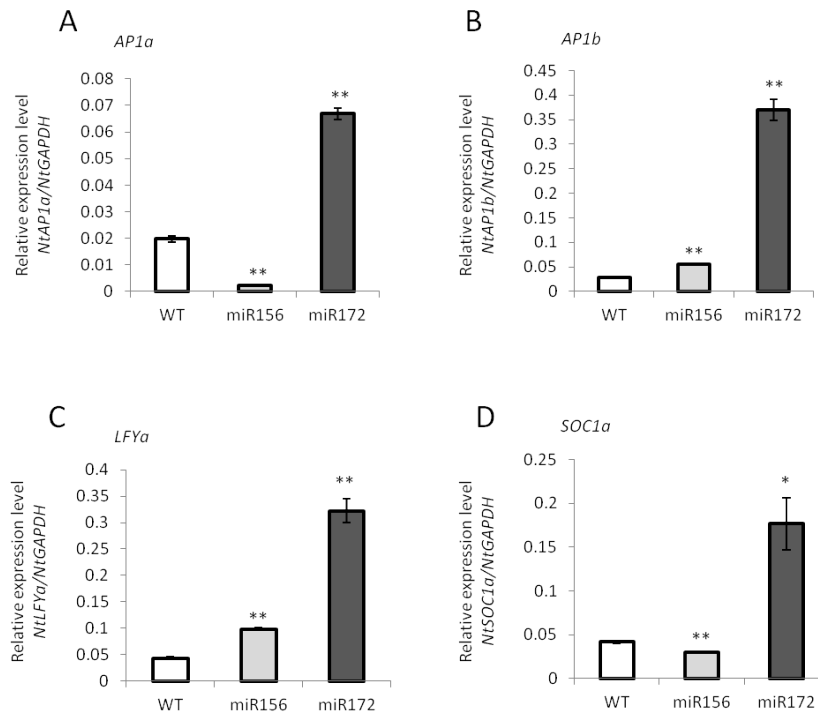 A
AP1a
Relative expression level
NtAP1a/NtGAPDH
0.08
0.07
0.06
0.05
0.04
0.03
0.02
0.01
0
**
**
WT miR156 miR172
B
AP1b
Relative expression level
NtAP1b/NtGAPDH
0.45
0.4
0.35
0.3
0.25
0.2
0.15
0.1
0.05
0
**
**
WT miR156 miR172
C
LFYa
Relative expression level
NtLFYa/NtGAPDH
0.4
0.35
0.3
0.25
0.2
0.15
0.1
0.05
0
**
**
WT miR156 miR172
D
SOC1a
Relative expression level
NtSOC1a/NtGAPDH
0.25
0.2
0.15
0.1
0.05
0
**
*
WT miR156 miR172